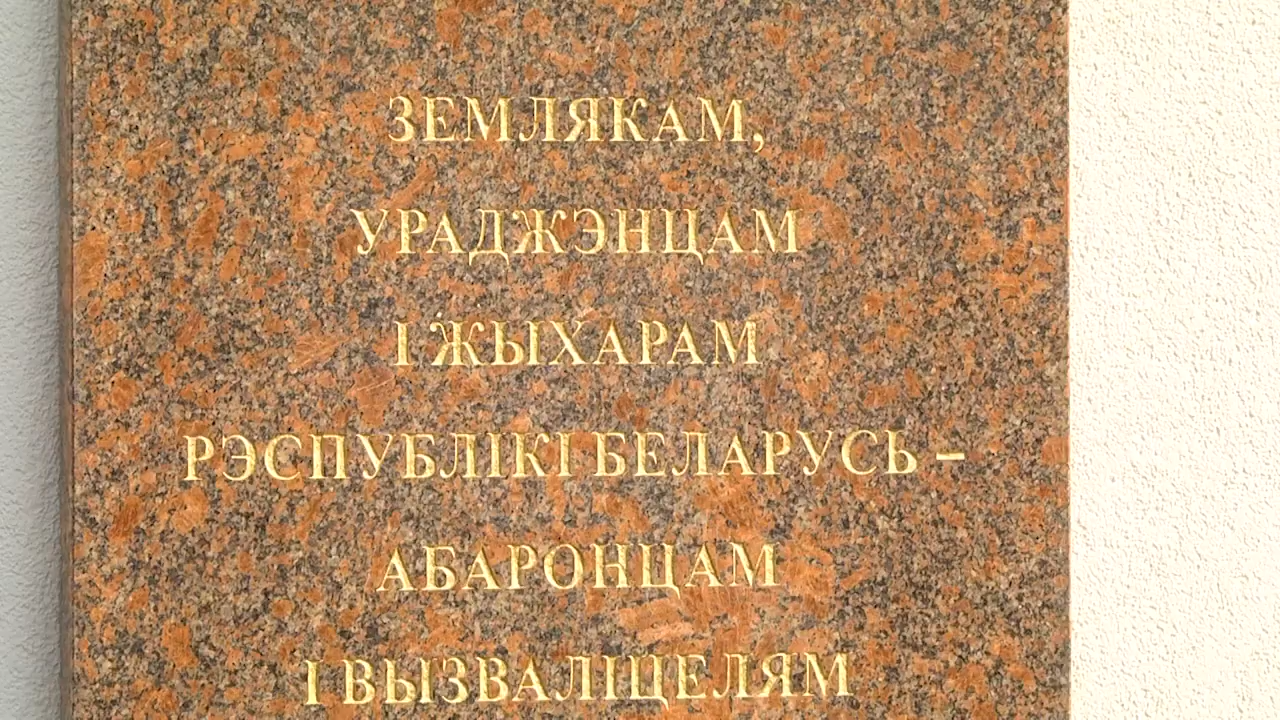 ЗЕМЛЯКАМ,
УРАДЖЭНЦАМ
І ЖЫХАРАМ
РЭСПУБЛІКІ БЕЛАРУСЬ –
АБАРОНЦАМ
І ВЫЗВАЛІЦЕЛЯМ